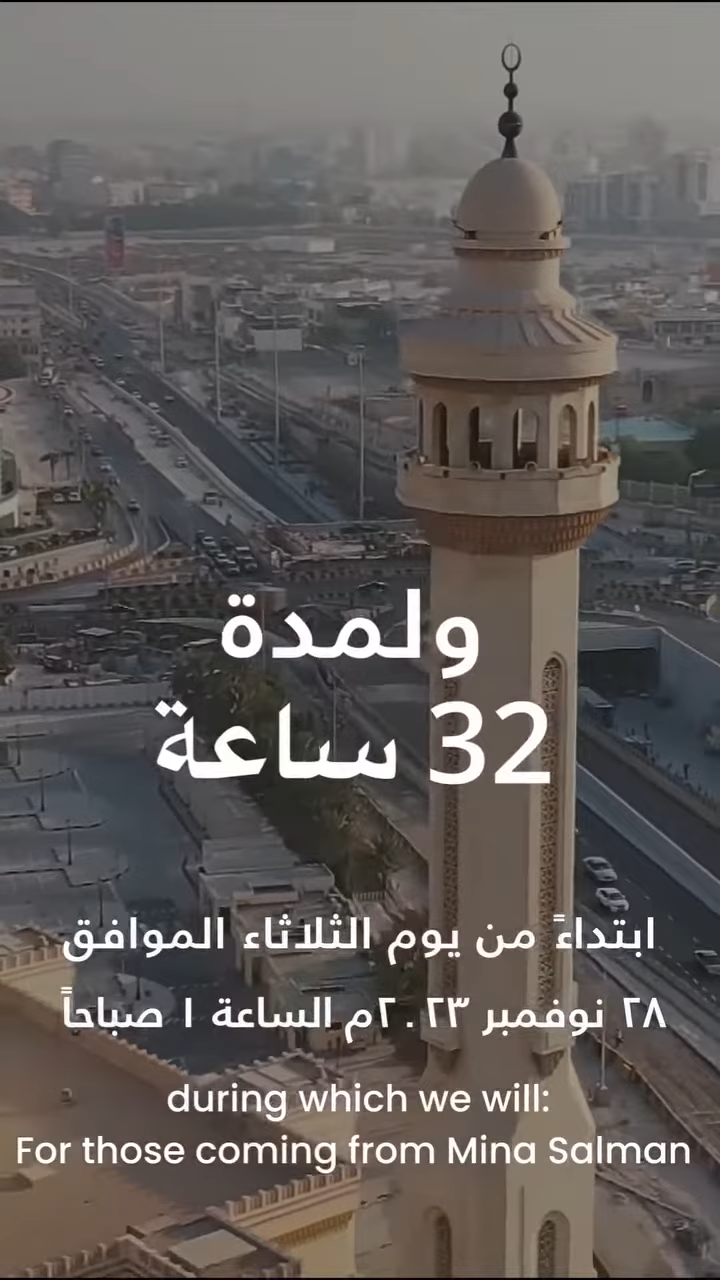 ولمدة
32 ساعة
ابتداءً من يوم الثلاثاء الموافق
٢٨ نوفمبر ٢٠٢٣م الساعة ١ صباحاً
during which we will:
For those coming from Mina Salman